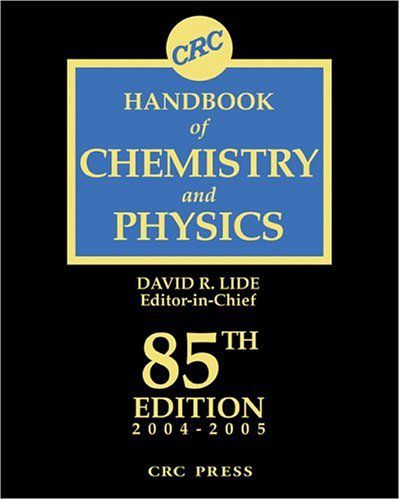 CRC
HANDBOOK
of
CHEMISTRY
and
PHYSICS
DAVID R. LIDE
Editor-in-Chief
85TH
EDITION
2004-2005
CRC PRESS